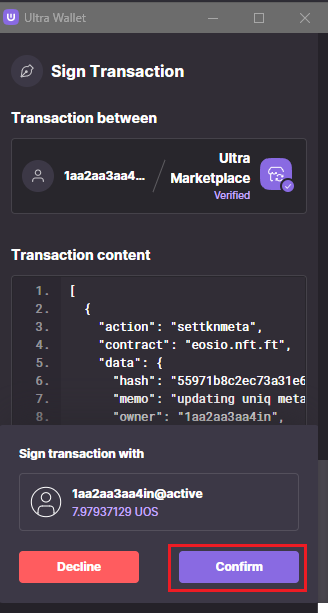 Ultra Wallet
Sign Transaction
Transaction between
1aa2aa3aa4...
Ultra
Marketplace
Verified
Transaction content
1. [
2. {
3. "action": "settknmeta",
4. "contract": "eosio.nft.ft",
5. "data": {
6. "hash": "55971b8c2ec73a31e6
7. "memo": "updating uniq meta
8. "owner": "1aa2aa3aa4in",
Sign transaction with
1aa2aa3aa4in@active
7.97937129 UOS
Decline
Confirm